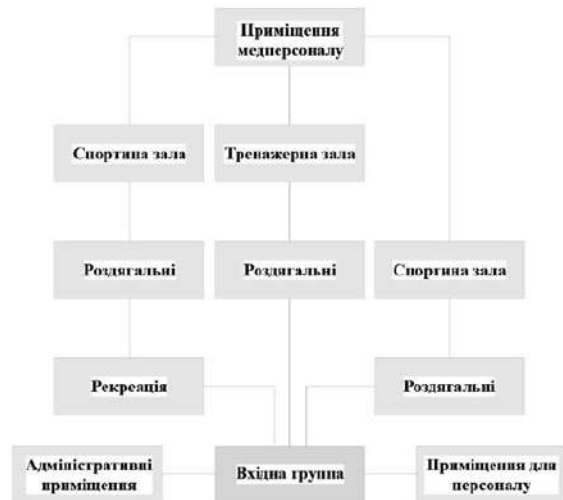 Приміщення
медперсоналу
Спортина зала
Тренажерна зала
Роздягальні
Роздягальні
Спортина зала
Рекреація
Роздягальні
Адміністративні
приміщення
Вхідна группа
Приміщення для
персоналу